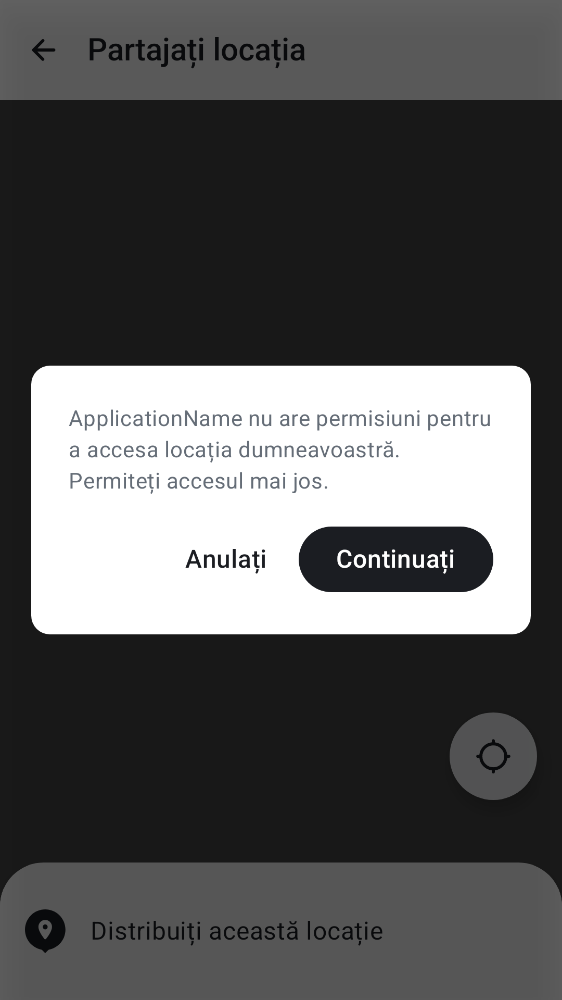 Partajați locația
ApplicationName nu are permisiuni pentru
a accesa locația dumneavoastră.
Permiteți accesul mai jos.
Anulați
Continuați
Distribuiți această locație